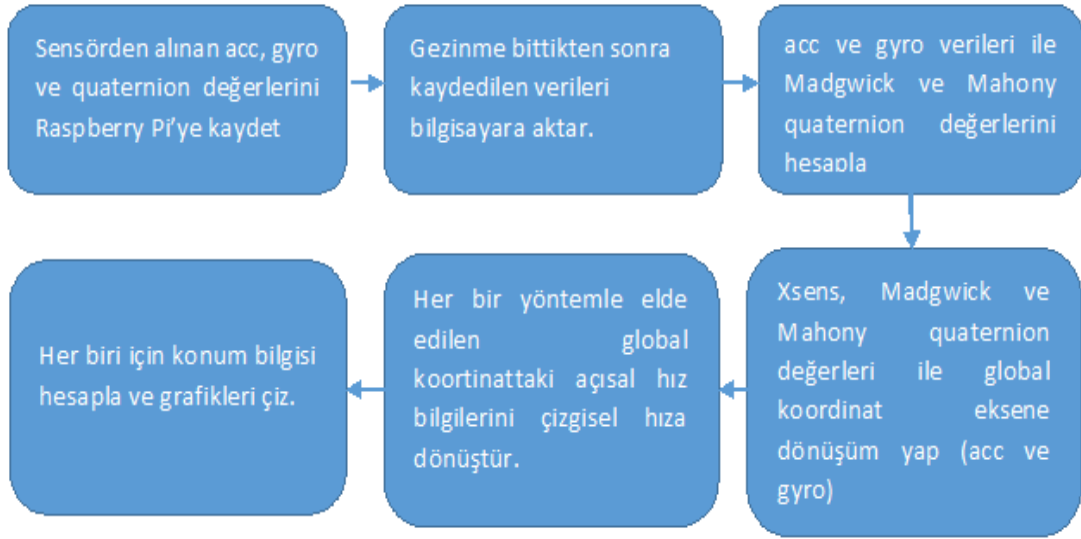 Sensörden alınan acc, gyro
ve quaternion değerlerini
Raspberry Pi'ye kaydet
Gezinme bittikten sonra
kaydedilen verileri
bilgisayara aktar.
acc ve gyro verileri ile
Madgwick ve Mahony
quaternion değerlerini
hesapla
Xsens, Madgwick ve
Mahony quaternion
değerleri ile global
koordinat eksene
dönüşüm yap (acc ve
gyro)
Her bir yöntemle elde
edilen global
koortinattaki açısal hız
bilgilerini çizgisel hıza
dönüştür.
Her biri için konum bilgisi
hesapla ve grafikleri çiz.